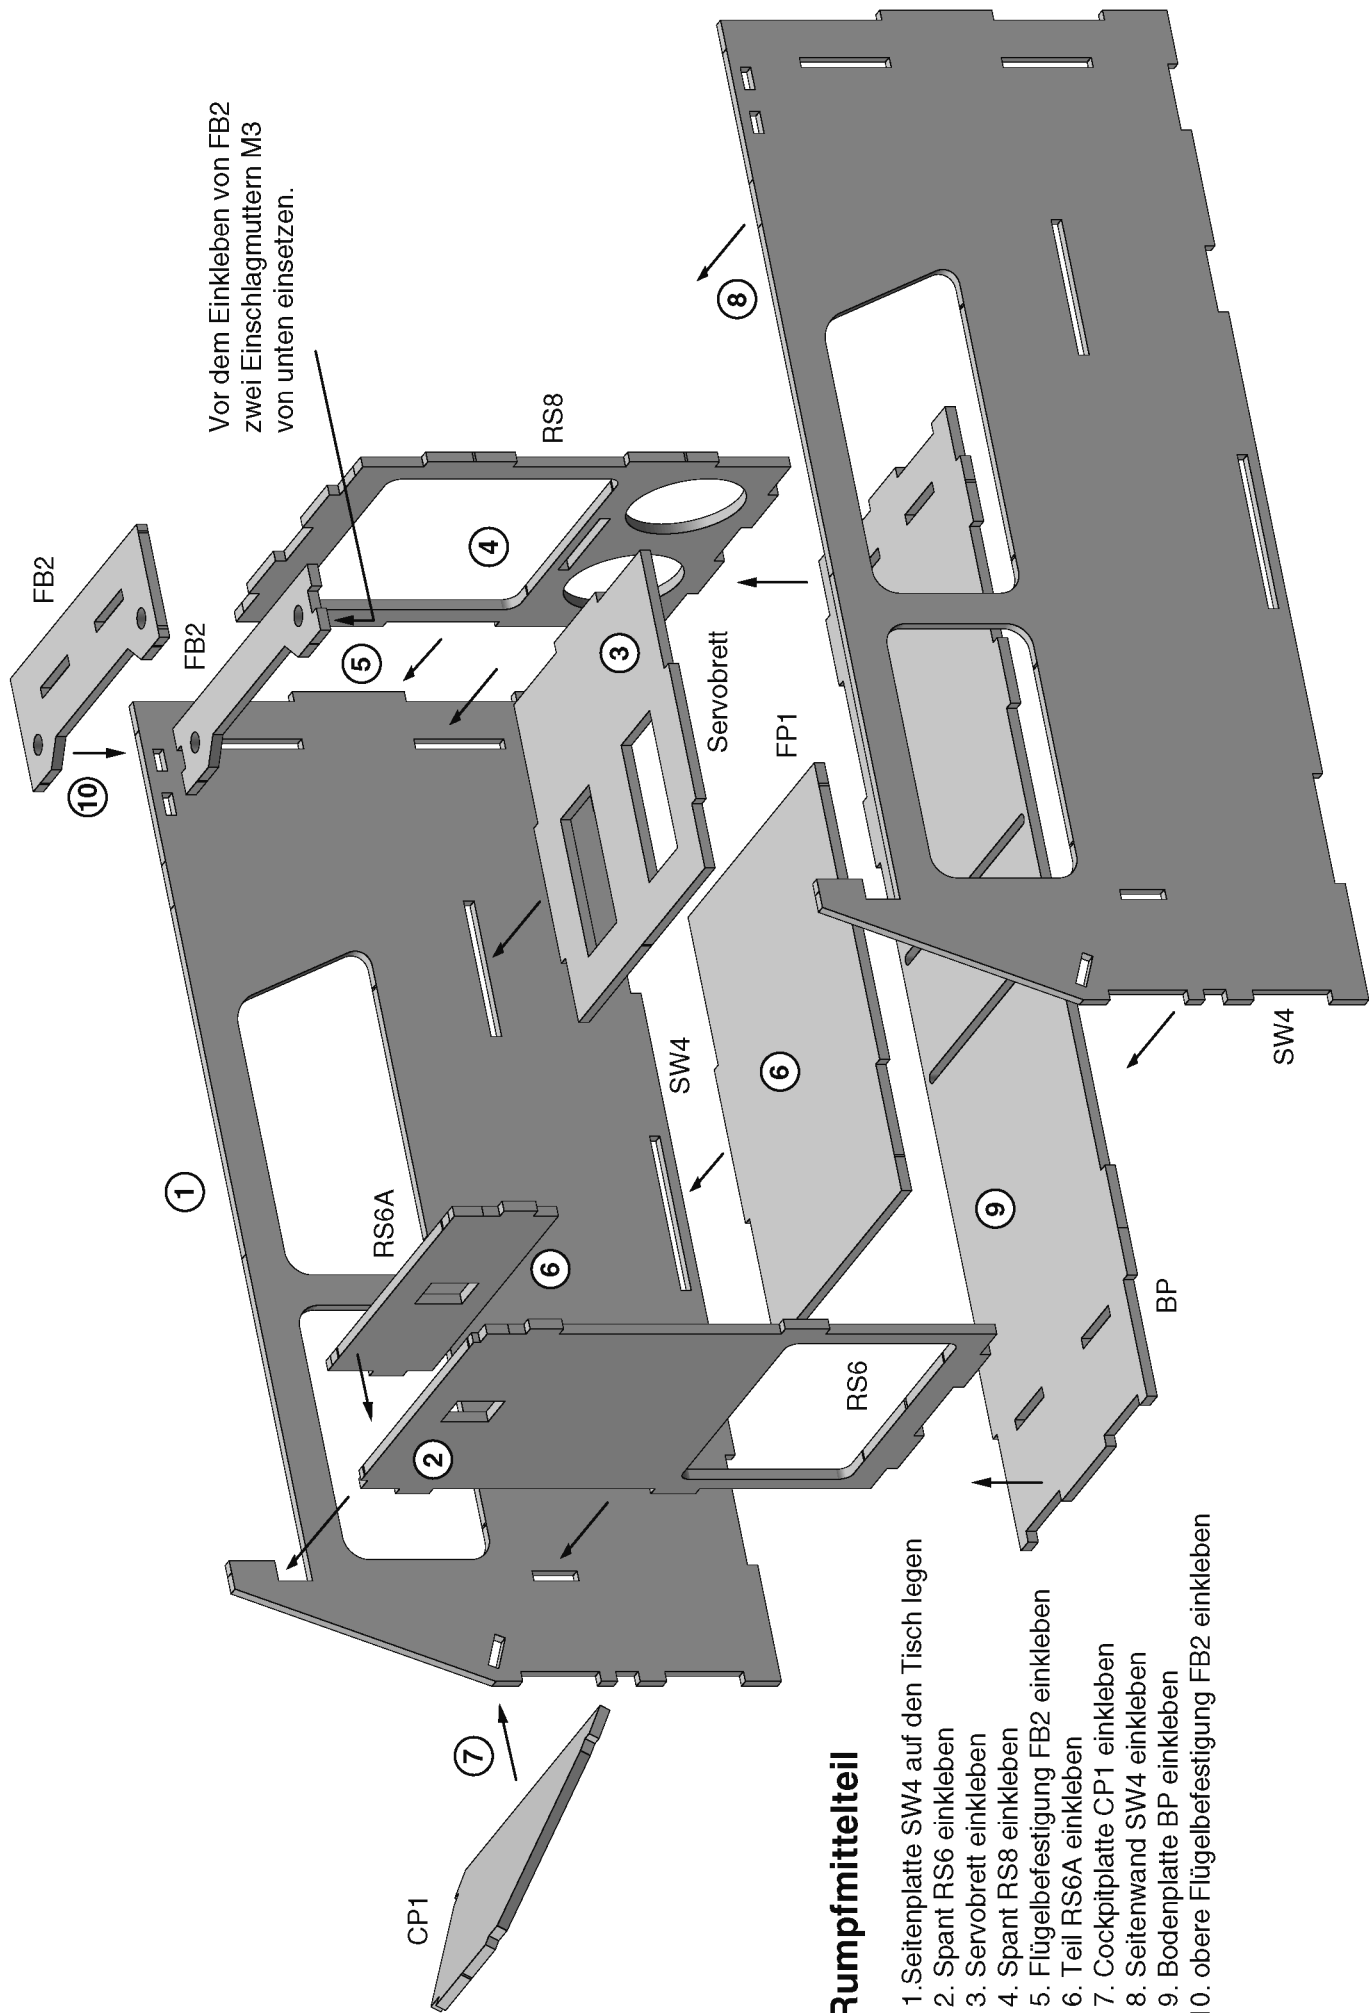 Rumpfmittelteil
1.Seitenplatte SW4 auf den Tisch legen
2. Spant RS6 einkleben
3. Servobrett einkleben
4. Spant RS8 einkleben
5. Flügelbefestigung FB2 einkleben
6. Teil RS6A einkleben
7. Cockpitplatte CP1 einkleben
8. Seitenwand SW4 einkleben
9. Bodenplatte BP einkleben
10. obere Flügelbefestigung FB2 einkleben
Vor dem Einkleben von FB2
zwei Einschlagmuttern M3
von unten einsetzen.
FB2
FB2
10
1
5
4
RS8
RS6A
6
3
Servobrett
SW4
FP1
6
8
2
RS6
7
CP1
9
BP
SW4